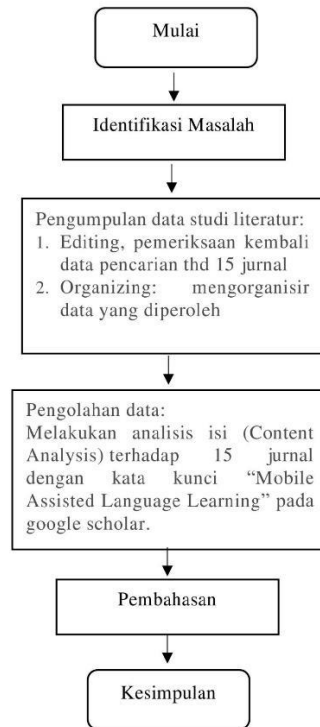 Mulai
Identifikasi Masalah
Pengumpulan data studi literatur:
1. Editing, pemeriksaan kembali
data pencarian thd 15 jurnal
2. Organizing: mengorganisir
data yang diperoleh
Pengolahan data:
Melakukan analisis isi (Content
Analysis) terhadap 15 jurnal
dengan kata kunci “Mobile
Assisted Language Learning” pada
google scholar.
Pembahasan
Kesimpulan